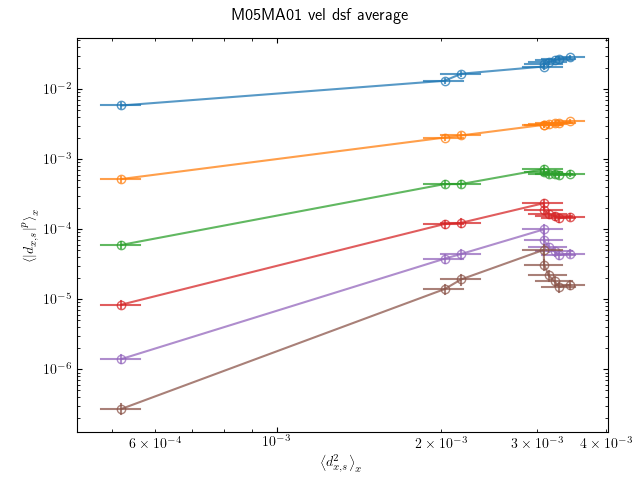 M05MA01 vel dsf average
10⁻²
10⁻³
10⁻⁴
10⁻⁵
10⁻⁶
⟨|d_{x,s}|^p⟩_x
6 × 10⁻⁴
10⁻³
2 × 10⁻³
3 × 10⁻³
4 × 10⁻³
⟨d²_{x,s}⟩_x